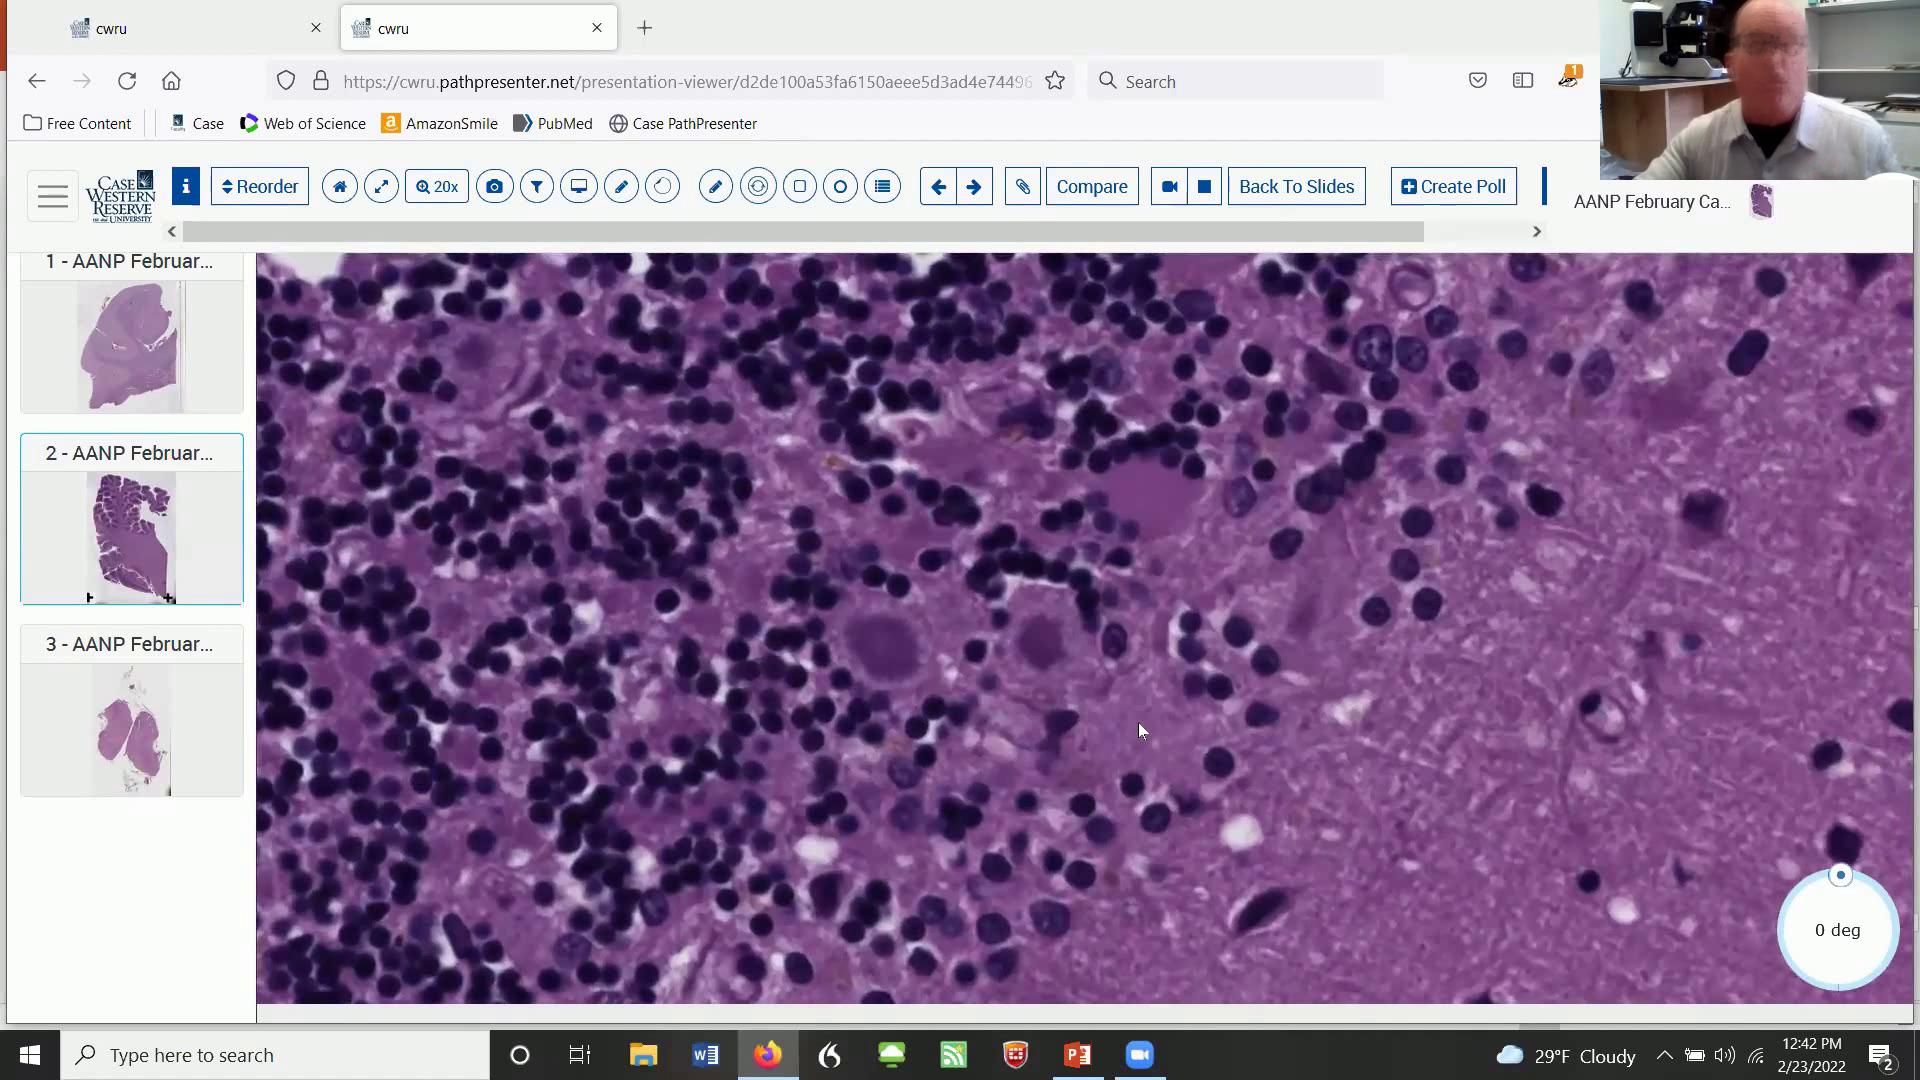 cwru
cwru
https://cwru.pathpresenter.net/presentation-viewer/d2de100a53fa6150aeee5d3ad4e74496
Search
1
Free Content
Case
Web of Science
AmazonSmile
PubMed
Case PathPresenter
CASE
WESTERN
RESERVE
UNIVERSITY
Reorder
20x
Compare
Back To Slides
Create Poll
AANP February Ca...
1 - AANP Februar...
2 - AANP Februar...
3 - AANP Februar...
0 deg
Type here to search
29°F Cloudy
12:42 PM
2/23/2022
2